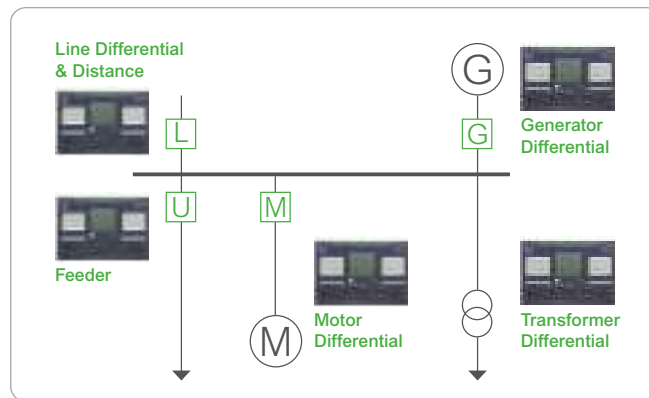 Line Differential
& Distance
G
L
G
Generator
Differential
U
M
Feeder
M
Motor
Differential
Transformer
Differential